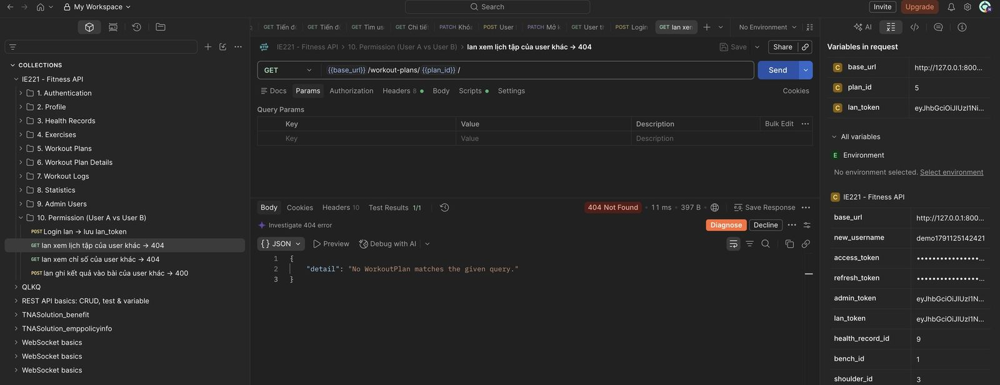 My Workspace
Search
Invite
Upgrade
GET Tiến đ
GET Tiến đ
GET Tìm us
GET Chi tiế
PATCH Khó
POST User
PATCH Mở k
GET User t
POST Login
GET lan xem
No Environment
AI
HTTP IE221 - Fitness API > 10. Permission (User A vs User B) > lan xem lịch tập của user khác → 404
Save
Share
Variables in request
COLLECTIONS
IE221 - Fitness API
1. Authentication
2. Profile
3. Health Records
4. Exercises
5. Workout Plans
6. Workout Plan Details
7. Workout Logs
8. Statistics
9. Admin Users
10. Permission (User A vs User B)
POST Login lan → lưu lan_token
GET lan xem lịch tập của user khác → 404
GET lan xem chỉ số của user khác → 404
POST lan ghi kết quả vào bài của user khác → 400
QLKQ
REST API basics: CRUD, test & variable
TNASolution_benefit
TNASolution_emppolicyinfo
WebSocket basics
WebSocket basics
WebSocket basics
GET
{{base_url}} /workout-plans/ {{plan_id}} /
Send
Docs Params Authorization Headers 8 Body Scripts Settings Cookies
Query Params
Key Value Description Bulk Edit
Key Value Description
Body Cookies Headers 10 Test Results 1/1
404 Not Found • 11 ms • 397 B
e.g. Save Response
Investigate 404 error
Diagnose Decline
{} JSON Preview Debug with AI
1 {
2 "detail": "No WorkoutPlan matches the given query."
3 }
C base_url http://127.0.0.1:800...
C plan_id 5
C lan_token eyJhbGciOiJIUzI1Ni...
All variables
E Environment
No environment selected. Select environment
C IE221 - Fitness API
base_url http://127.0.0.1:800...
new_username demo1791125142421
access_token ••••••••••••••••...
refresh_token ••••••••••••••••...
admin_token eyJhbGciOiJIUzI1N...
lan_token eyJhbGciOiJIUzI1N...
health_record_id 9
bench_id 1
shoulder_id 3